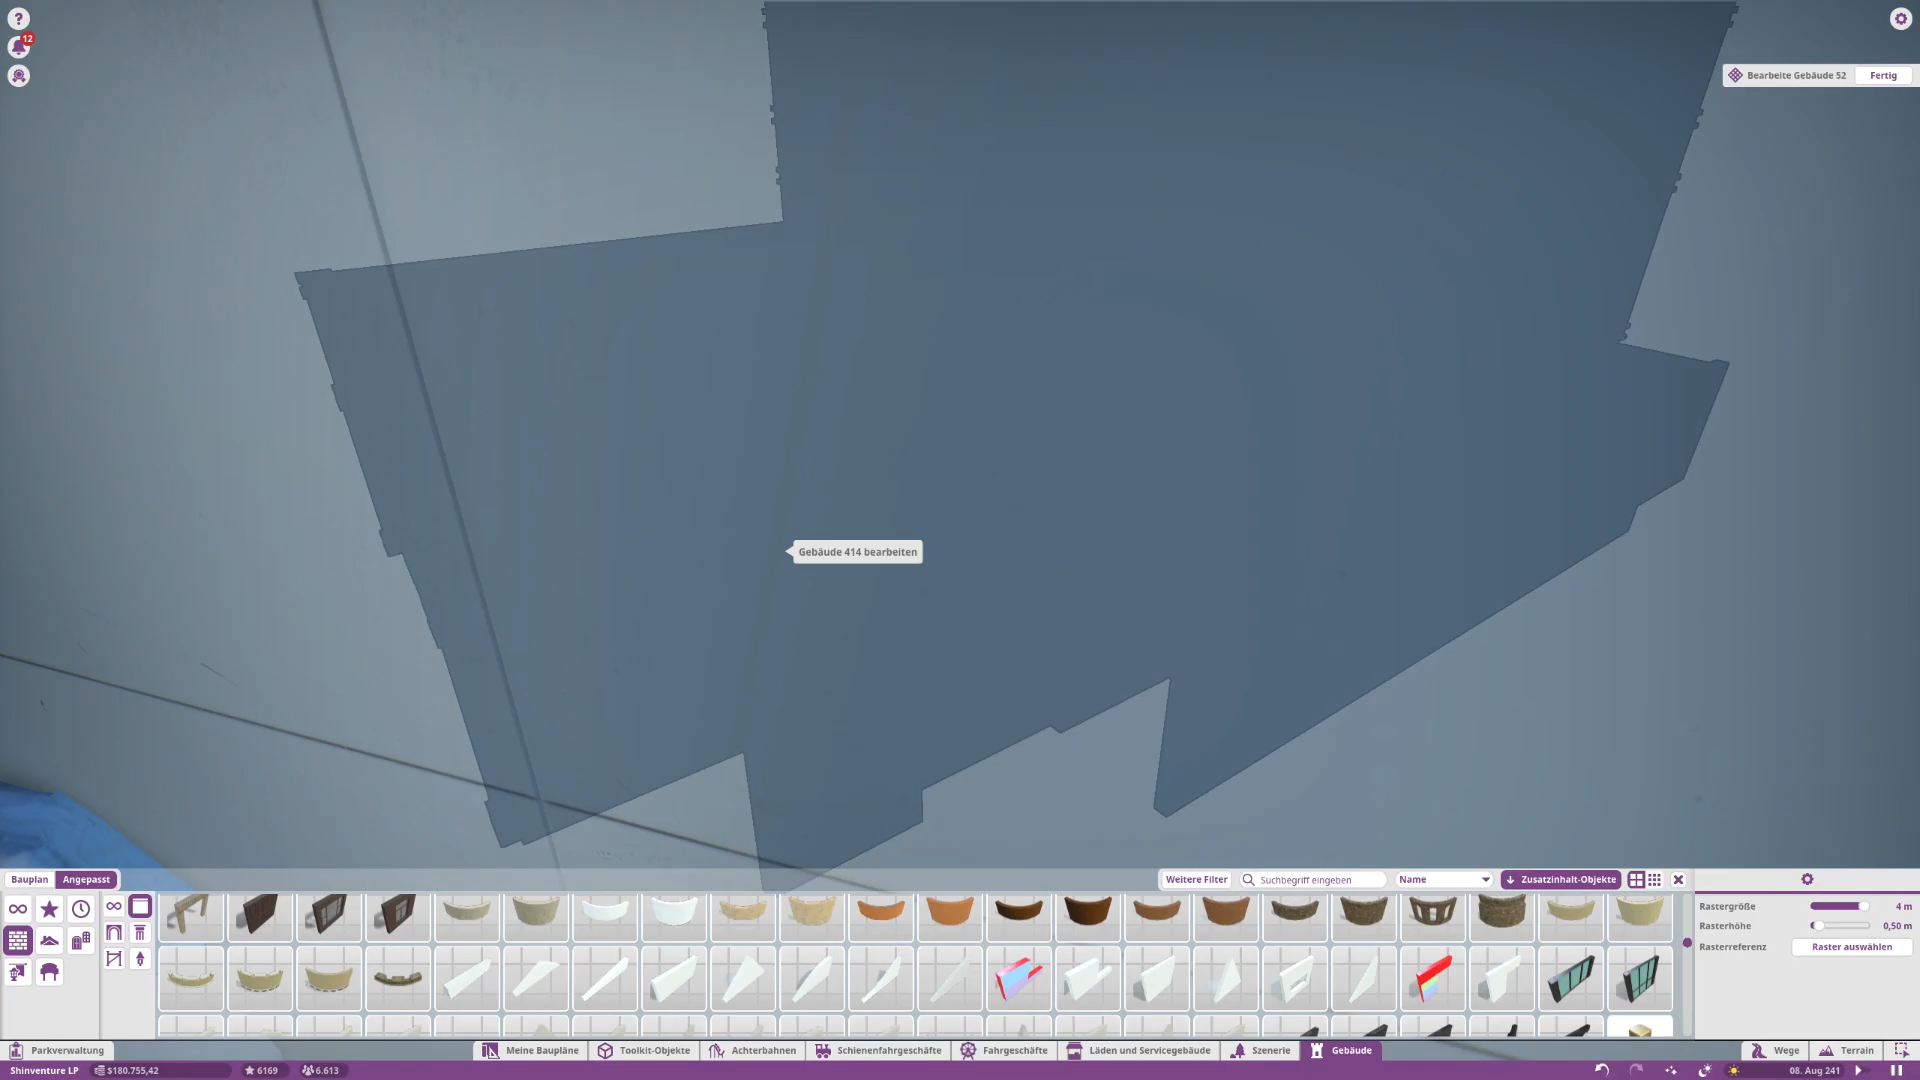 ?
12
Bearbeite Gebäude 52
Fertig
Gebäude 414 bearbeiten
Bauplan
Angepasst
Weitere Filter
Suchbegriff eingeben
Name
Zusatzinhalt-Objekte
Rastergröße
4 m
Rasterhöhe
0,50 m
Rasterreferenz
Raster auswählen
Parkverwaltung
Meine Baupläne
Toolkit-Objekte
Achterbahnen
Schienenfahrgeschäfte
Fahrgeschäfte
Läden und Servicegebäude
Szenerie
Gebäude
Wege
Terrain
Shinventure LP
$180.755,42
6169
6.613
08. Aug 241